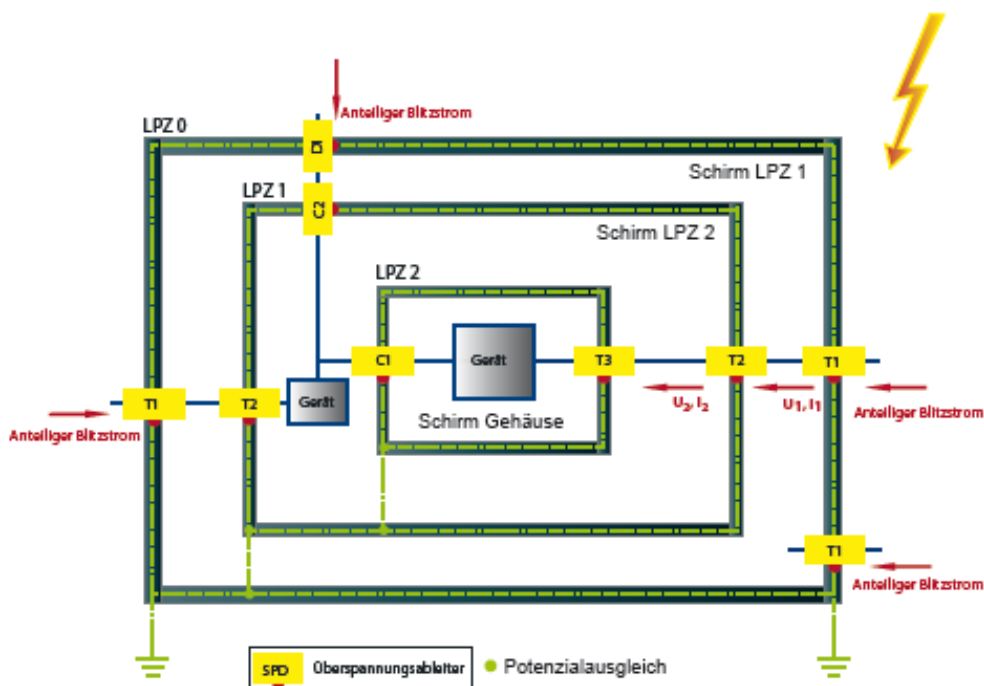 Anteiliger Blitzstrom
LPZ 0
D1
Schirm LPZ 1
LPZ 1
C2
Schirm LPZ 2
LPZ 2
C1
Gerät
T3
T2
T1
U₂, I₂
U₁, I₁
Anteiliger Blitzstrom
T1
T2
Gerät
Schirm Gehäuse
Anteiliger Blitzstrom
T1
Anteiliger Blitzstrom
SPD Überspannungsableiter
Potenzialausgleich